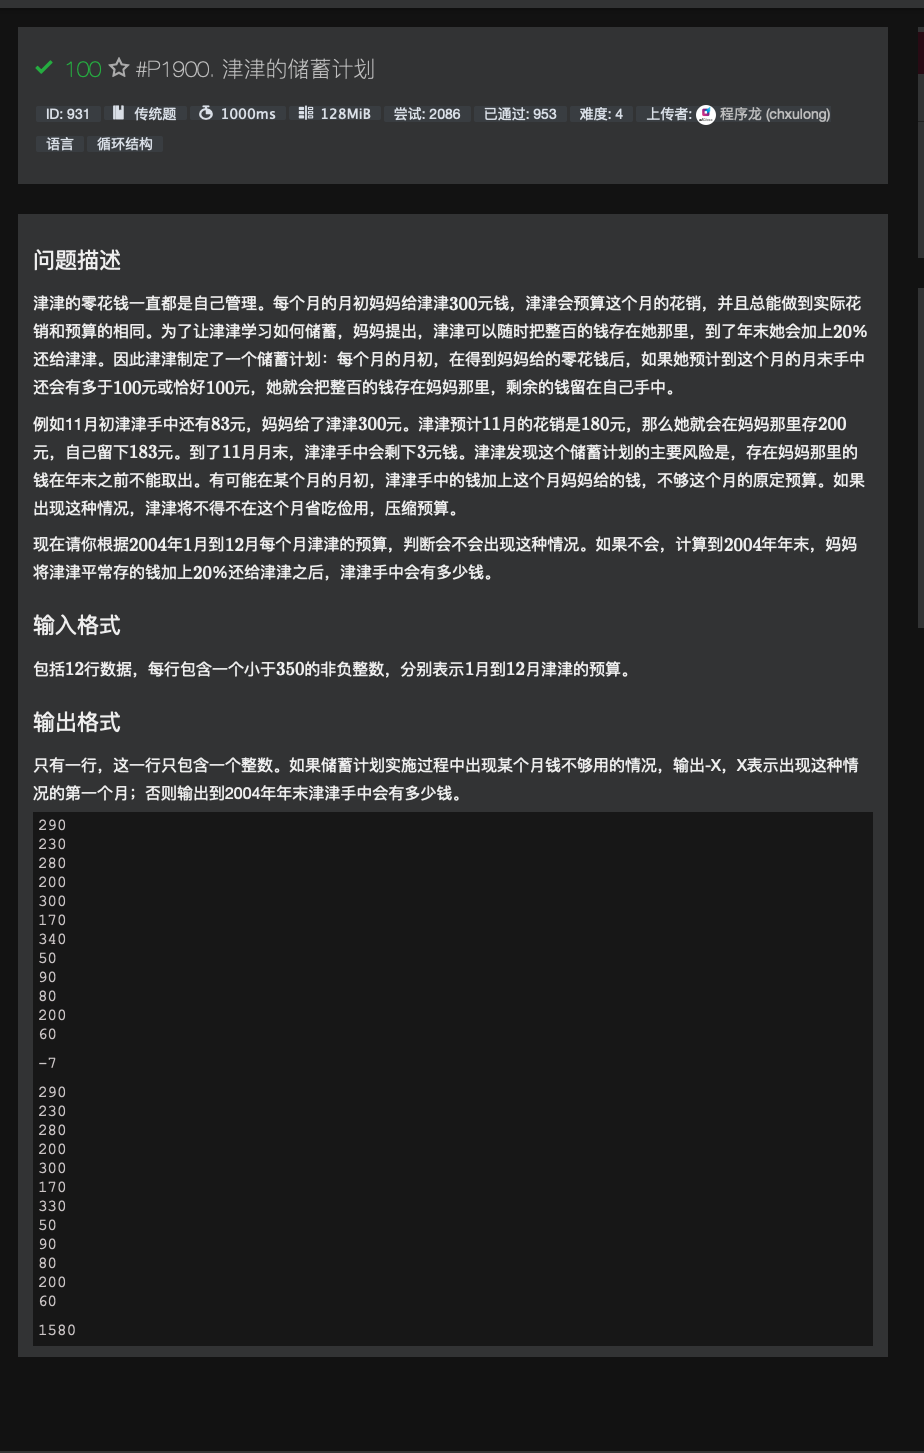 100 #P1900. 津津的储蓄计划
ID: 931 传统题 1000ms 128MiB 尝试: 2086 已通过: 953 难度: 4 上传者: 程序龙 (chxulong)
语言 循环结构
问题描述
津津的零花钱一直都是自己管理。每个月的月初妈妈给津津300元钱，津津会预算这个月的花销，并且总能做到实际花
销和预算的相同。为了让津津学习如何储蓄，妈妈提出，津津可以随时把整百的钱存在她那里，到了年末她会加上20%
还给津津。因此津津制定了一个储蓄计划：每个月的月初，在得到妈妈给的零花钱后，如果她预计到这个月的月末手中
还会有多于100元或恰好100元，她就会把整百的钱存在妈妈那里，剩余的钱留在自己手中。
例如11月初津津手中还有83元，妈妈给了津津300元。津津预计11月的花销是180元，那么她就会在妈妈那里存200
元，自己留下183元。到了11月月末，津津手中会剩下3元钱。津津发现这个储蓄计划的主要风险是，存在妈妈那里的
钱在年末之前不能取出。有可能在某个月的月初，津津手中的钱加上这个月妈妈给的钱，不够这个月的原定预算。如果
出现这种情况，津津将不得不在这个月省吃俭用，压缩预算。
现在请你根据2004年1月到12月每个月津津的预算，判断会不会出现这种情况。如果不会，计算到2004年年末，妈妈
将津津平常存的钱加上20%还给津津之后，津津手中会有多少钱。
输入格式
包括12行数据，每行包含一个小于350的非负整数，分别表示1月到12月津津的预算。
输出格式
只有一行，这一行只包含一个整数。如果储蓄计划实施过程中出现某个月钱不够用的情况，输出-X，X表示出现这种情
况的第一个月；否则输出到2004年年末津津手中会有多少钱。
290
230
280
200
300
170
340
50
90
80
200
60
-7
290
230
280
200
300
170
330
50
90
80
200
60
1580